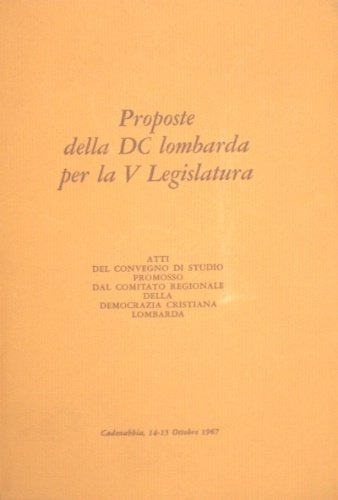 Proposte
della DC lombarda
per la V Legislatura
ATTI
DEL CONVEGNO DI STUDIO
PROMOSSO
DAL COMITATO REGIONALE
DELLA
DEMOCRAZIA CRISTIANA
LOMBARDA
Cadenabbia, 14-15 Ottobre 1967